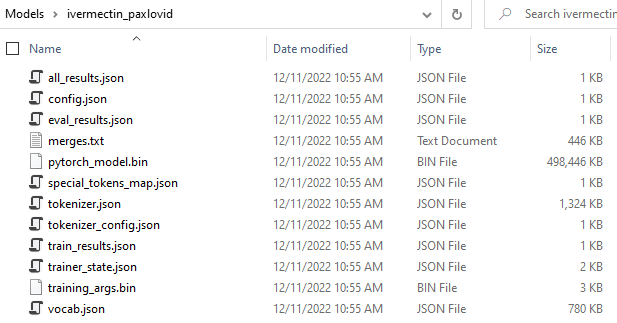 Models > ivermectin_paxlovid Search ivermectin
Name Date modified Type Size
all_results.json 12/11/2022 10:55 AM JSON File 1 KB
config.json 12/11/2022 10:55 AM JSON File 1 KB
eval_results.json 12/11/2022 10:55 AM JSON File 1 KB
merges.txt 12/11/2022 10:55 AM Text Document 446 KB
pytorch_model.bin 12/11/2022 10:55 AM BIN File 498,446 KB
special_tokens_map.json 12/11/2022 10:55 AM JSON File 1 KB
tokenizer.json 12/11/2022 10:55 AM JSON File 1,324 KB
tokenizer_config.json 12/11/2022 10:55 AM JSON File 1 KB
train_results.json 12/11/2022 10:55 AM JSON File 1 KB
trainer_state.json 12/11/2022 10:55 AM JSON File 2 KB
training_args.bin 12/11/2022 10:55 AM BIN File 3 KB
vocab.json 12/11/2022 10:55 AM JSON File 780 KB